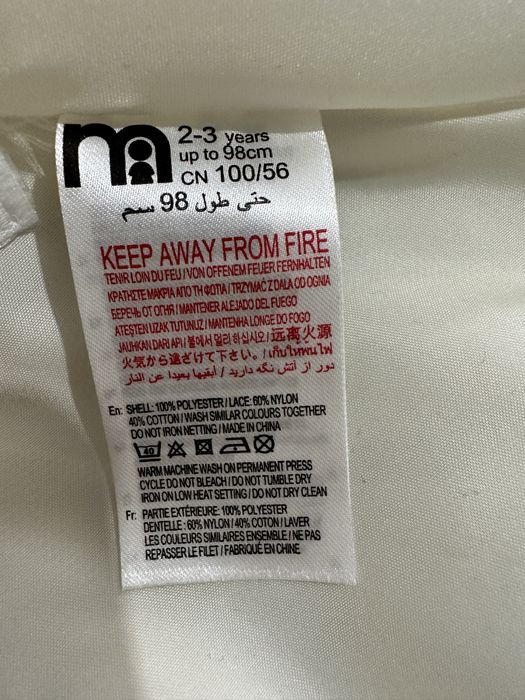 m
2-3 years
up to 98cm
CN 100/56
حتى طول 98 سم
KEEP AWAY FROM FIRE
TENIR LOIN DU FEU / VON OFFENEM FEUER FERNHALTEN
ΚΡΑΤΗΣΤΕ ΜΑΚΡΙΑ ΑΠΟ ΤΗ ΦΩΤΙΑ / TRZYMAĆ Z DALA OD OGNIA
БЕРЕЧЬ ОТ ОГНЯ / MANTENER ALEJADO DEL FUEGO
ATEŞTEN UZAK TUTUNUZ / MANTENHA LONGE DO FOGO
JAUHKAN DARI API / 불에서 멀리 하십시오 / 远离火源
火気から遠ざけて下さい。/ เก็บให้พ้นไฟ
دور از آتش نگه دارید / أبقيها بعيدا عن النار
En: SHELL: 100% POLYESTER / LACE: 60% NYLON
40% COTTON / WASH SIMILAR COLOURS TOGETHER
DO NOT IRON NETTING / MADE IN CHINA
40
WARM MACHINE WASH ON PERMANENT PRESS
CYCLE DO NOT BLEACH / DO NOT TUMBLE DRY
IRON ON LOW HEAT SETTING / DO NOT DRY CLEAN
Fr: PARTIE EXTÉRIEURE: 100% POLYESTER
DENTELLE : 60% NYLON / 40% COTON / LAVER
LES COULEURS SIMILAIRES ENSEMBLE / NE PAS
REPASSER LE FILET / FABRIQUÉ EN CHINE